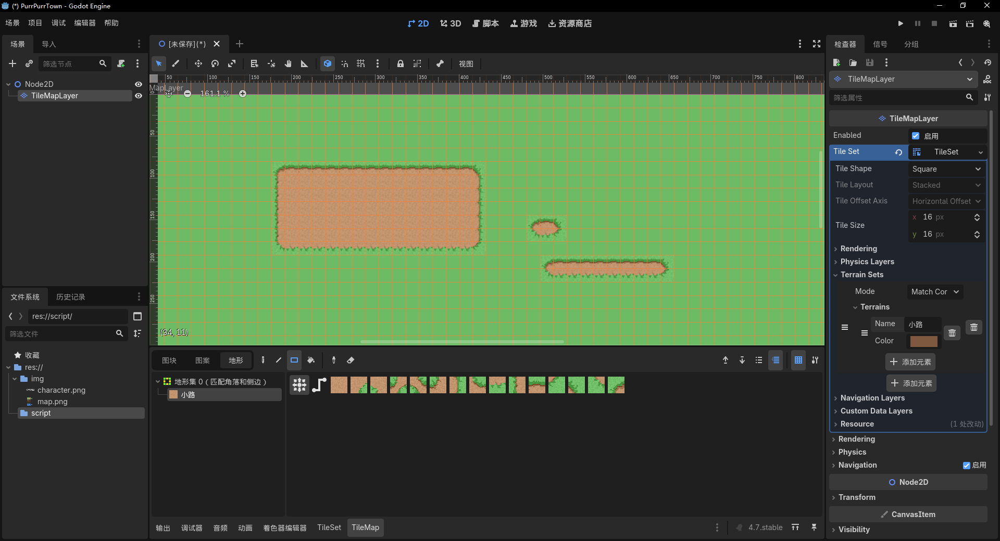 (*) PurrPurrTown - Godot Engine
场景 项目 调试 编辑器 帮助
2D 3D 脚本 游戏 资源商店
场景 导入
筛选节点
Node2D
TileMapLayer
文件系统 历史记录
res://script/
筛选文件
收藏
res://
img
character.png
map.png
script
[未保存](*)
视图
50 100 150 200 250 300 350 400 450 500 550 600 650 700 750 800
0 50 100 150 200 250
MapLayer
161.1 %
(34, 11)
图块 图案 地形
地形集 0 ( 匹配角落和侧边 )
小路
输出 调试器 音频 动画 着色器编辑器 TileSet TileMap
4.7.stable
检查器 信号 分组
TileMapLayer
筛选属性
TileMapLayer
Enabled 启用
Tile Set TileSet
Tile Shape Square
Tile Layout Stacked
Tile Offset Axis Horizontal Offset
Tile Size
x 16 px
y 16 px
Rendering
Physics Layers
Terrain Sets
Mode Match Cor
Terrains
Name 小路
Color
添加元素
添加元素
Navigation Layers
Custom Data Layers
Resource (1 处改动)
Rendering
Physics
Navigation 启用
Node2D
Transform
CanvasItem
Visibility